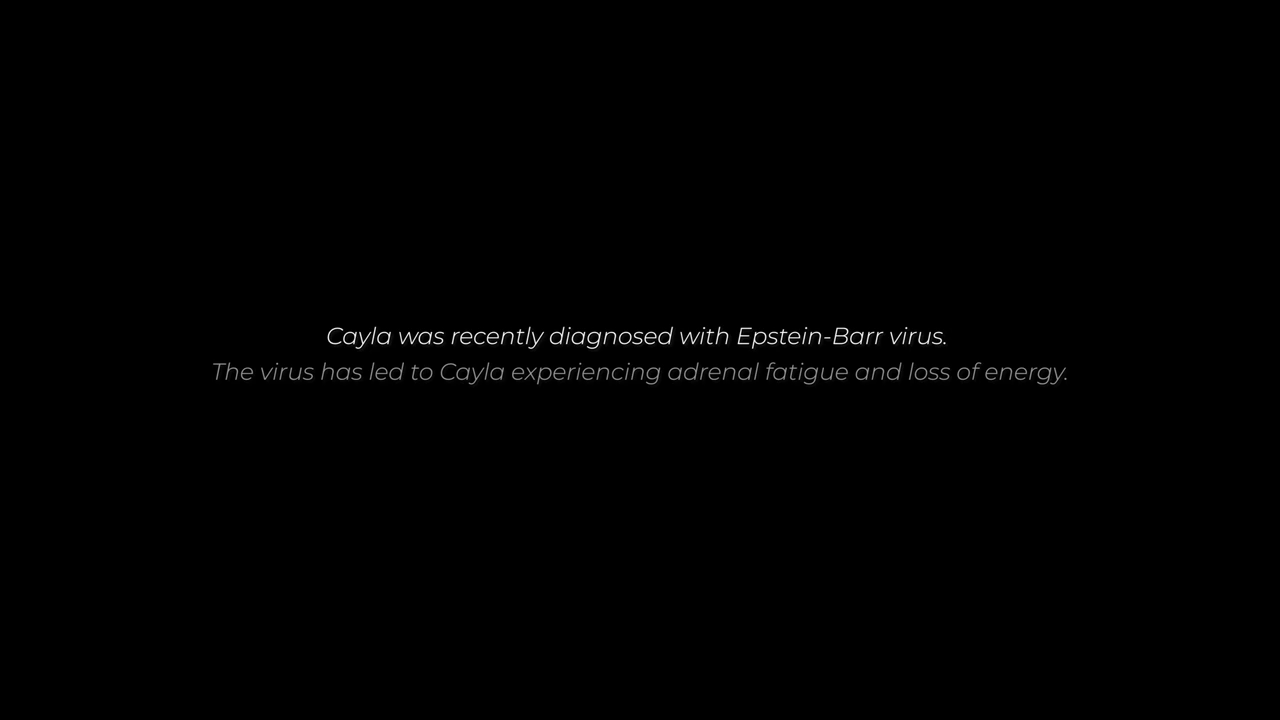 Cayla was recently diagnosed with Epstein-Barr virus.
The virus has led to Cayla experiencing adrenal fatigue and loss of energy.